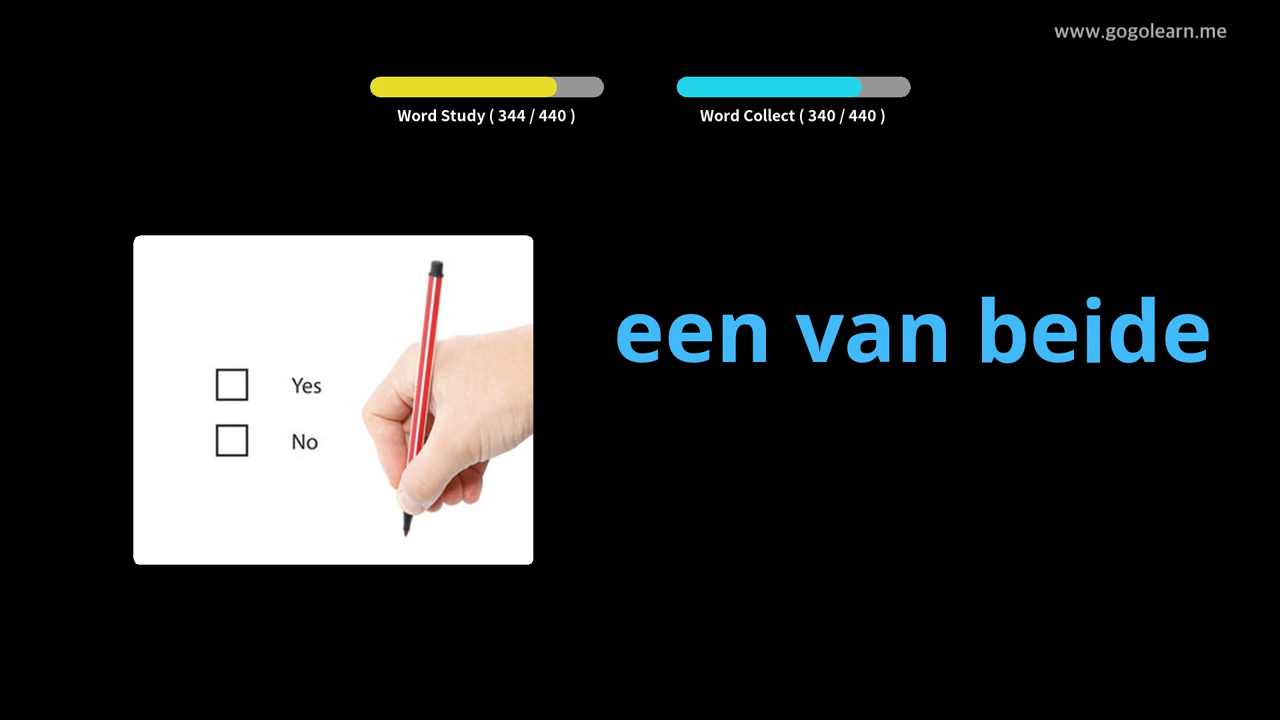 www.gogolearn.me
Word Study ( 344 / 440 )
Word Collect ( 340 / 440 )
een van beide
Yes
No